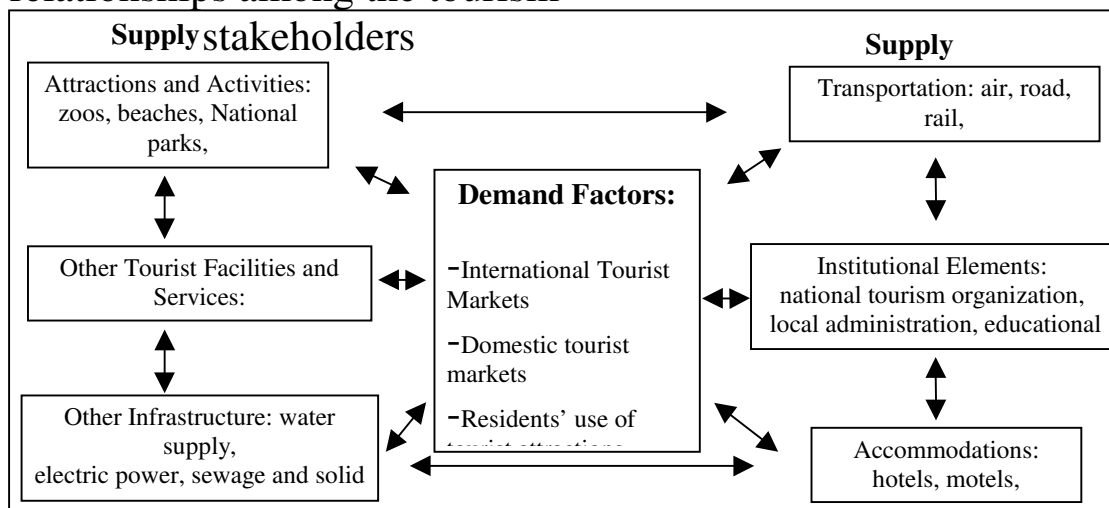 relationships among the tourism
stakeholders
Supply
Supply
Attractions and Activities:
zoos, beaches, National
parks,
Transportation: air, road,
rail,
Demand Factors:
-International Tourist
Markets
-Domestic tourist
markets
-Residents’ use of
tourist attractions
Other Tourist Facilities and
Services:
Institutional Elements:
national tourism organization,
local administration, educational
Other Infrastructure: water
supply,
electric power, sewage and solid
Accommodations:
hotels, motels,